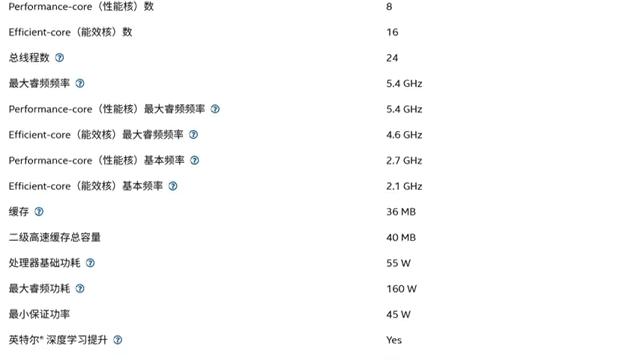 Performance-core（性能核）数 8
Efficient-core（能效核）数 16
总线程数 ? 24
最大睿频频率 ? 5.4 GHz
Performance-core（性能核）最大睿频频率 ? 5.4 GHz
Efficient-core（能效核）最大睿频频率 ? 4.6 GHz
Performance-core（性能核）基本频率 ? 2.7 GHz
Efficient-core（能效核）基本频率 ? 2.1 GHz
缓存 ? 36 MB
二级高速缓存总容量 40 MB
处理器基础功耗 ? 55 W
最大睿频功耗 ? 160 W
最小保证功率 45 W
英特尔® 深度学习提升 ? Yes